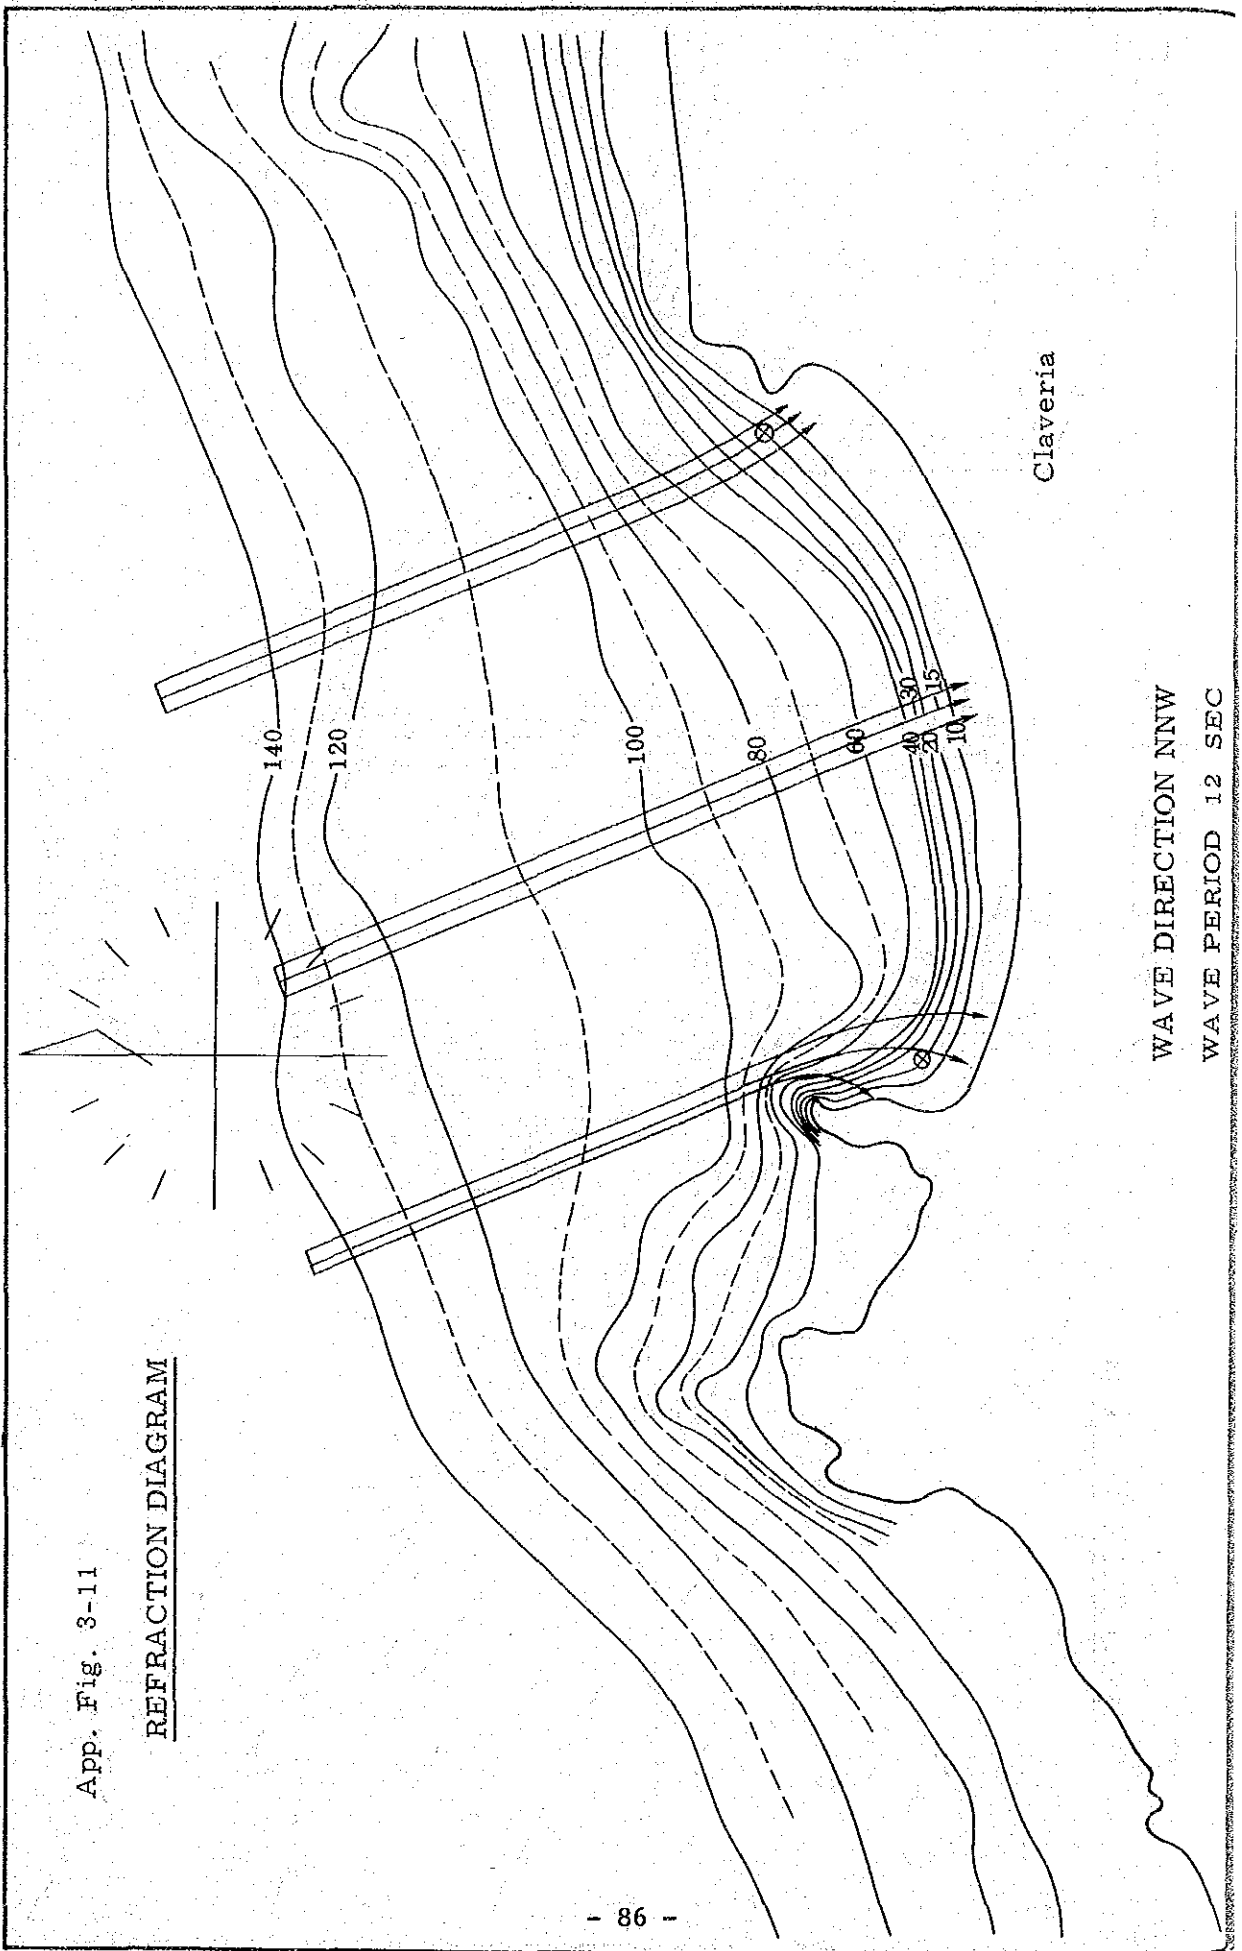 App. Fig. 3-11
REFRACTION DIAGRAM
140
120
100
80
60
40
30
20
15
10
Claveria
WAVE DIRECTION NNW
WAVE PERIOD 12 SEC
- 86 -